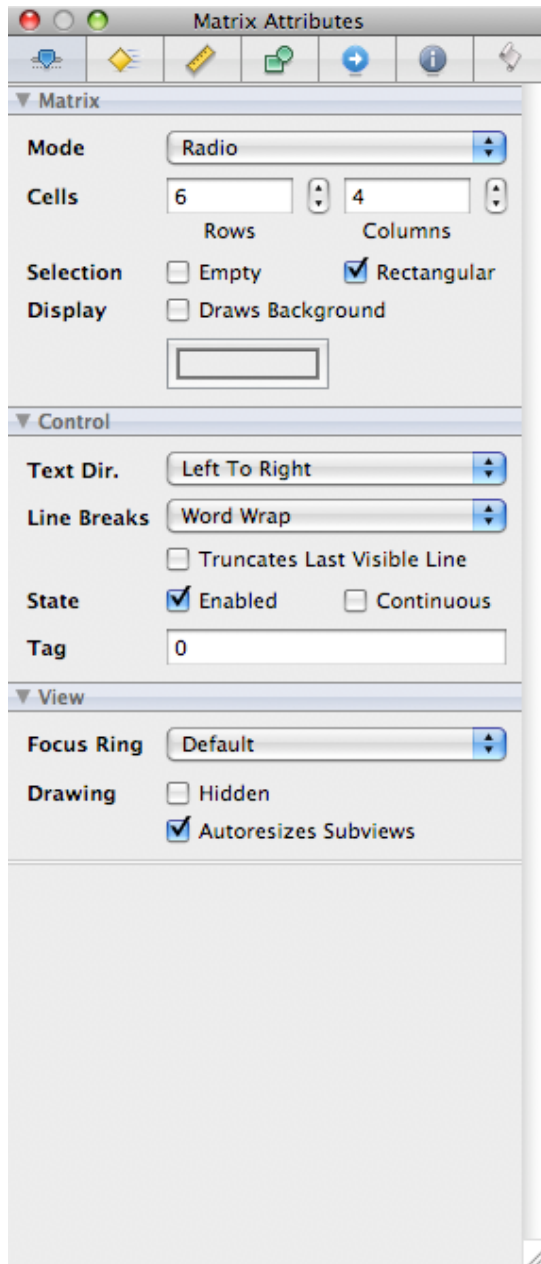 Matrix Attributes
Matrix
Mode Radio
Cells 6 4
Rows Columns
Selection Empty Rectangular
Display Draws Background
Control
Text Dir. Left To Right
Line Breaks Word Wrap
Truncates Last Visible Line
State Enabled Continuous
Tag 0
View
Focus Ring Default
Drawing Hidden
Autoresizes Subviews